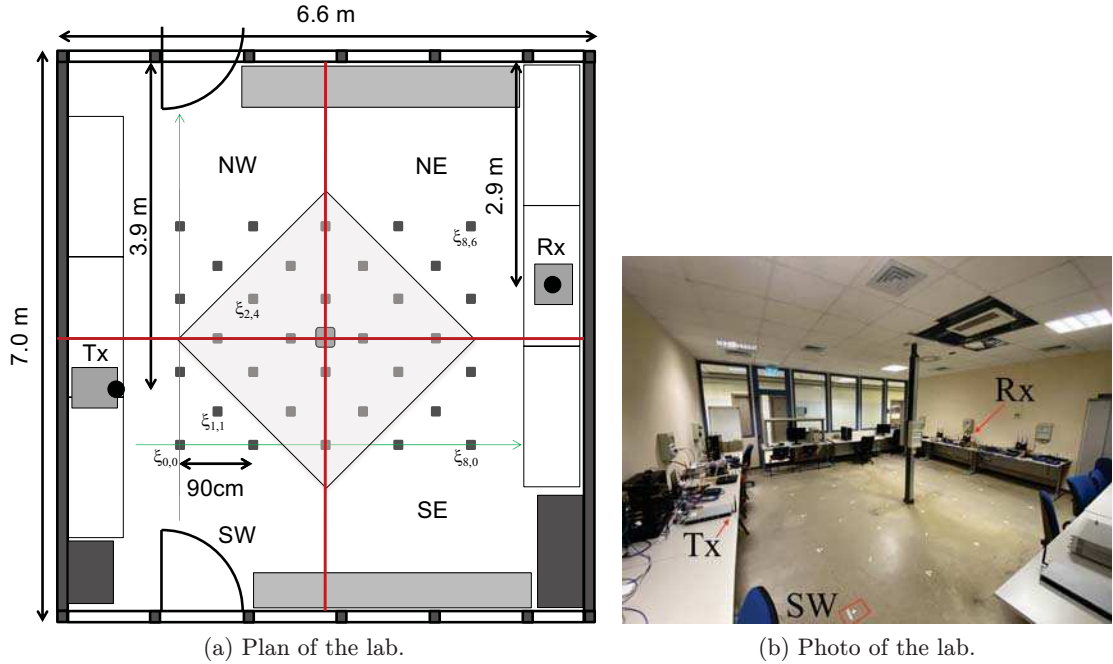 6.6 m
7.0 m
3.9 m
2.9 m
NW
NE
ξ8,6
Rx
ξ2,4
Tx
ξ1,1
ξ0,0
ξ8,0
90cm
SW
SE
Rx
Tx
SW
(a) Plan of the lab.
(b) Photo of the lab.